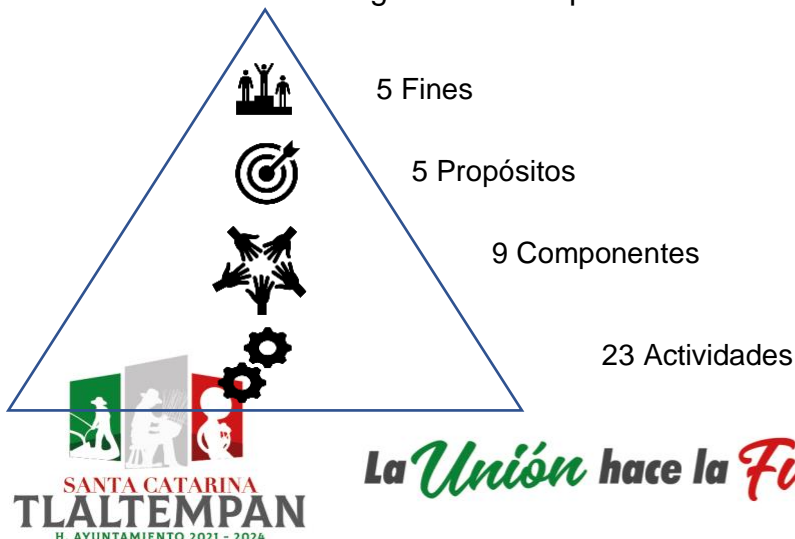 5 Fines
5 Propósitos
9 Componentes
23 Actividades
La Unión hace la
SANTA CATARINA
TLALTEMPAN
H. AYUNTAMIENTO 2021 - 2024